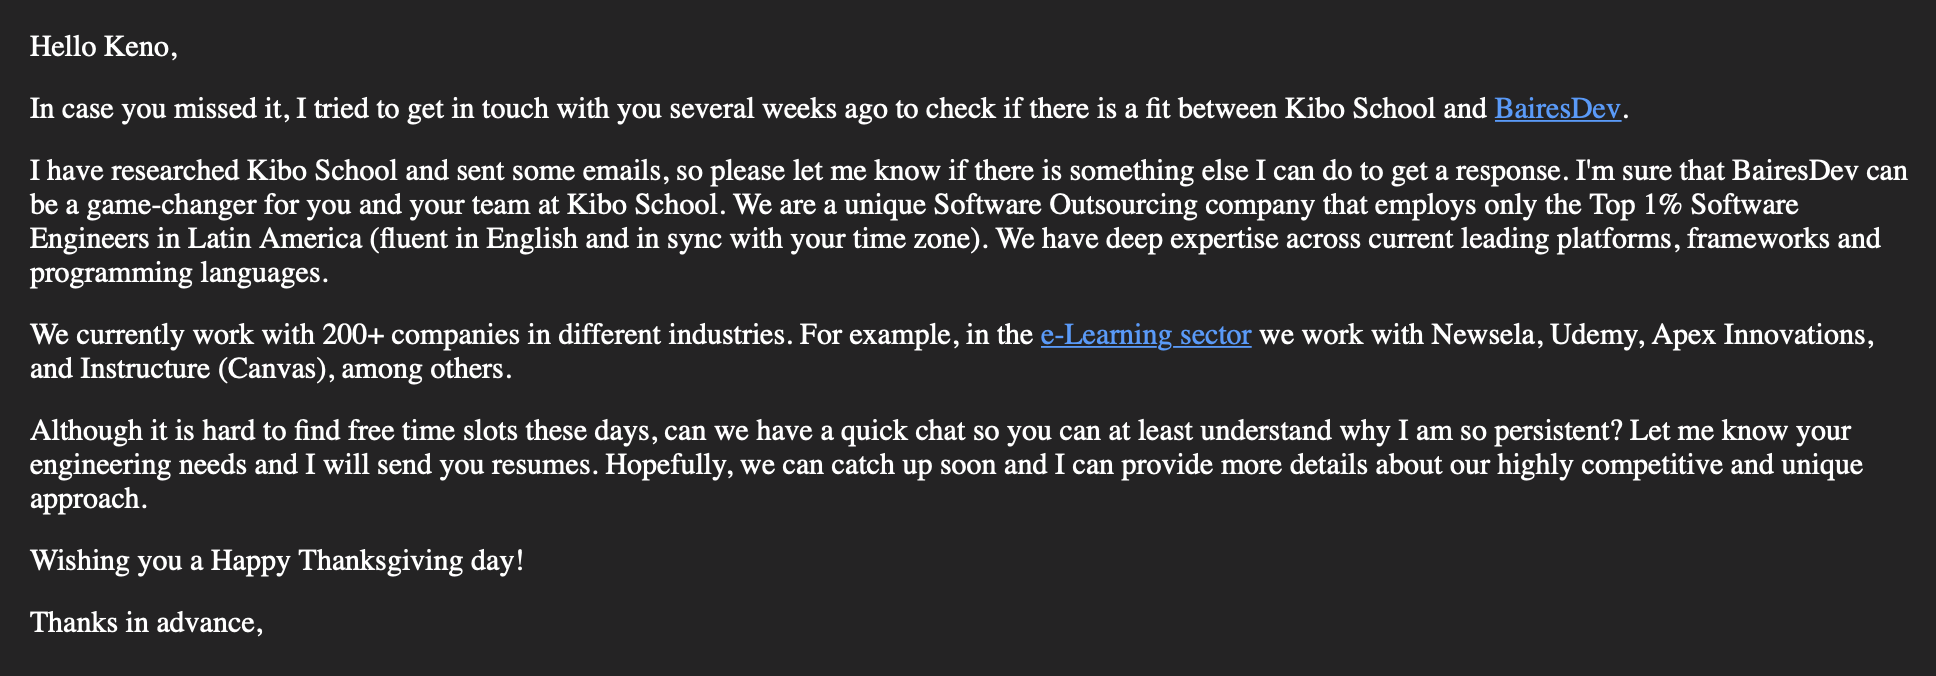 Hello Keno,
In case you missed it, I tried to get in touch with you several weeks ago to check if there is a fit between Kibo School and BairesDev.
I have researched Kibo School and sent some emails, so please let me know if there is something else I can do to get a response. I'm sure that BairesDev can
be a game-changer for you and your team at Kibo School. We are a unique Software Outsourcing company that employs only the Top 1% Software
Engineers in Latin America (fluent in English and in sync with your time zone). We have deep expertise across current leading platforms, frameworks and
programming languages.
We currently work with 200+ companies in different industries. For example, in the e-Learning sector we work with Newsela, Udemy, Apex Innovations,
and Instructure (Canvas), among others.
Although it is hard to find free time slots these days, can we have a quick chat so you can at least understand why I am so persistent? Let me know your
engineering needs and I will send you resumes. Hopefully, we can catch up soon and I can provide more details about our highly competitive and unique
approach.
Wishing you a Happy Thanksgiving day!
Thanks in advance,